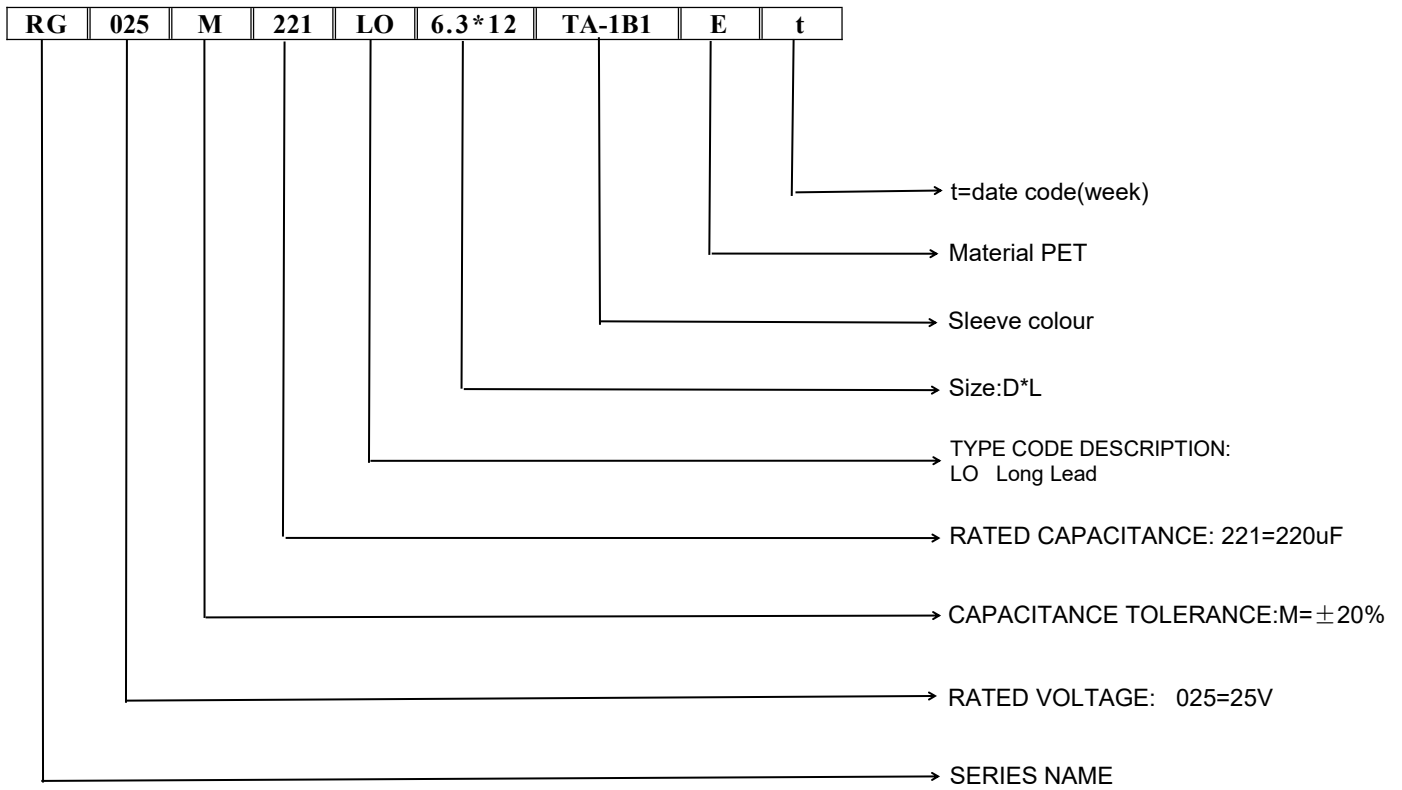 RG 025 M 221 LO 6.3*12 TA-1B1 E t
t=date code(week)
Material PET
Sleeve colour
Size:D*L
TYPE CODE DESCRIPTION:
LO Long Lead
RATED CAPACITANCE: 221=220uF
CAPACITANCE TOLERANCE:M=±20%
RATED VOLTAGE: 025=25V
SERIES NAME